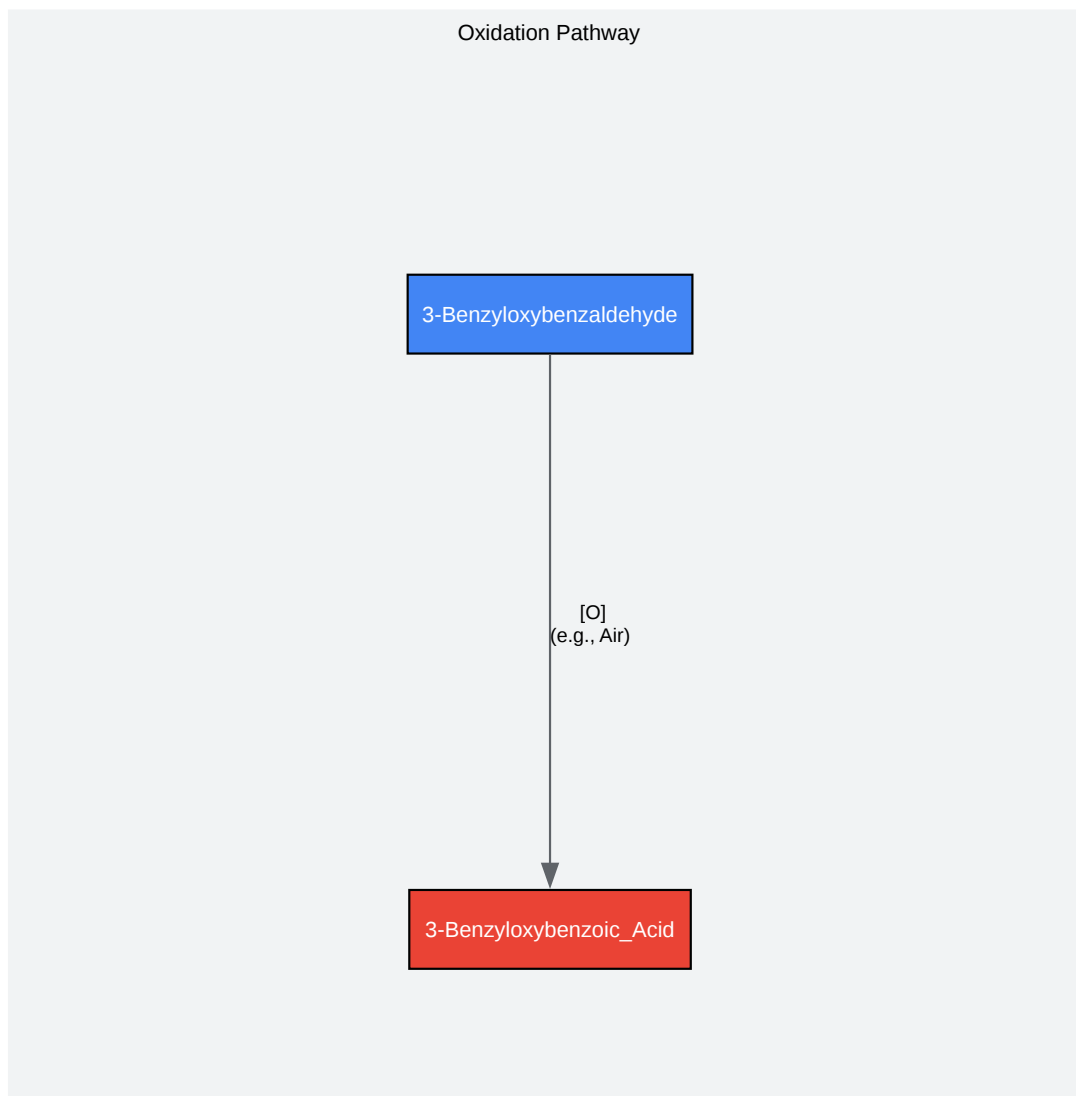 Oxidation Pathway
3-Benzyloxybenzaldehyde
[O]
(e.g., Air)
3-Benzyloxybenzoic_Acid